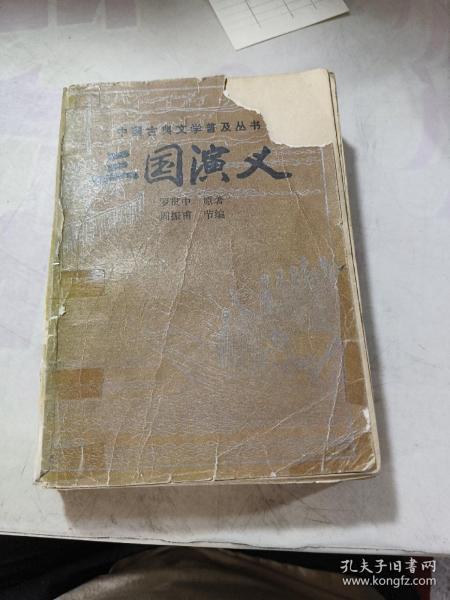 中国古典文学普及丛书
三国演义
罗贯中 原著
周振甫 节编
孔夫子旧书网
www.kongfz.com